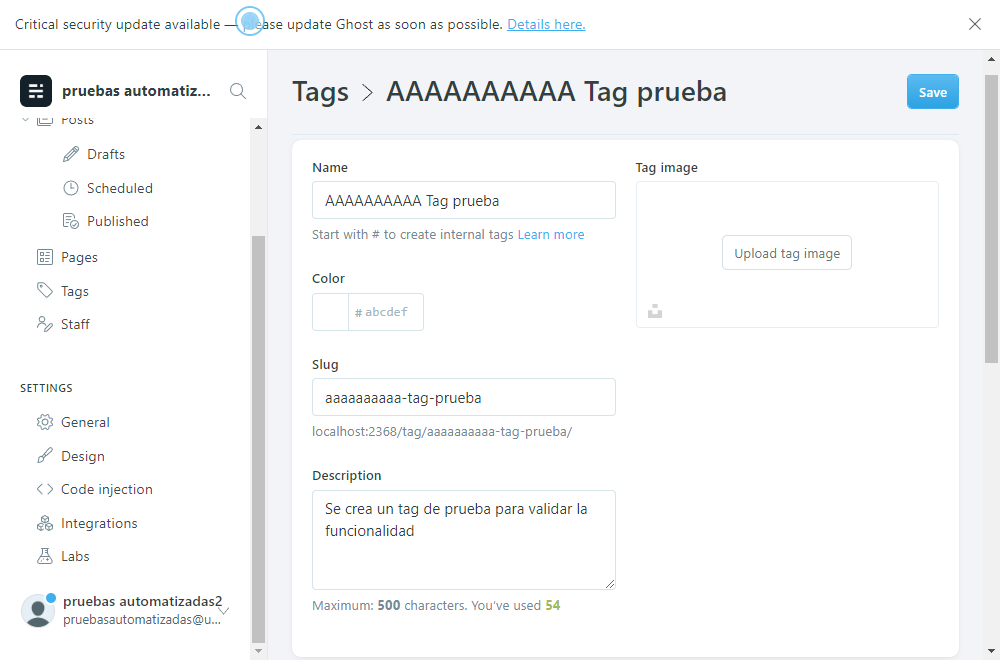 Critical security update available — please update Ghost as soon as possible. Details here.
pruebas automatiz...
Posts
Drafts
Scheduled
Published
Pages
Tags
Staff
SETTINGS
General
Design
Code injection
Integrations
Labs
pruebas automatizadas2
pruebasautomatizadas@u...
Tags > AAAAAAAAAA Tag prueba
Save
Name
AAAAAAAAAA Tag prueba
Start with # to create internal tags Learn more
Color
# abcdef
Slug
aaaaaaaaaa-tag-prueba
localhost:2368/tag/aaaaaaaaaa-tag-prueba/
Description
Se crea un tag de prueba para validar la
funcionalidad
Maximum: 500 characters. You've used 54
Tag image
Upload tag image